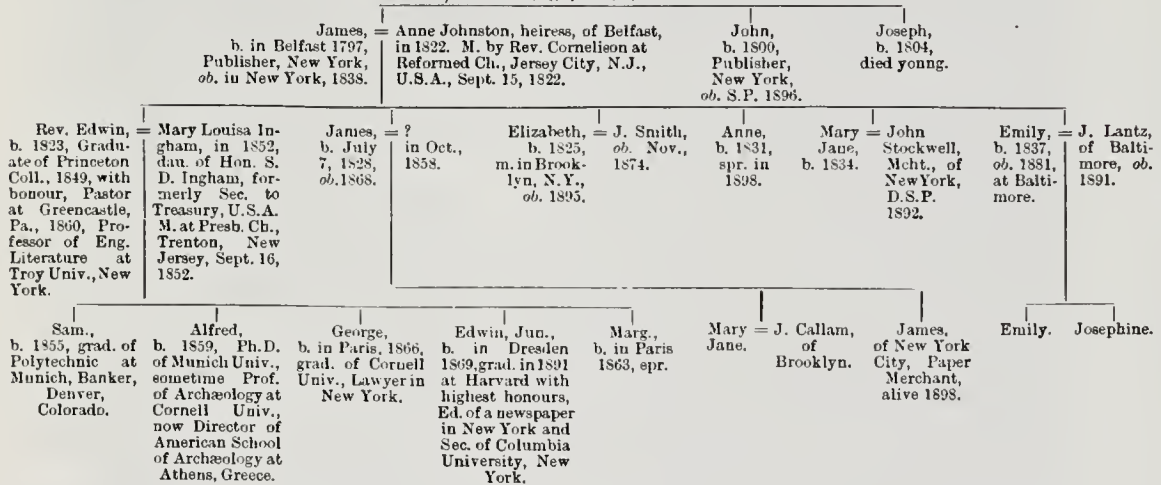 James, =
b. in Belfast 1797,
Publisher, New York,
ob. in New York, 1838.
Anne Johnston, heiress, of Belfast,
in 1822. M. by Rev. Cornelison at
Reformed Ch., Jersey City, N.J.,
U.S.A., Sept. 15, 1822.
John,
b. 1800,
Publisher,
New York,
ob. S.P. 1896.
Joseph,
b. 1804,
died young.
Rev. Edwin, =
b. 1823, Gradu-
ate of Princeton
Coll., 1849, with
honour, Pastor
at Greencastle,
Pa., 1860, Pro-
fessor of Eng.
Literature at
Troy Univ., New
York.
Mary Louisa In-
gham, in 1852,
dau. of Hon. S.
D. Ingham, for-
merly Sec. to
Treasury, U.S.A.
M. at Presb. Ch.,
Trenton, New
Jersey, Sept. 16,
1852.
James, =
b. July
7, 1828,
ob. 1868.
?
in Oct.,
1858.
Elizabeth, =
b. 1825,
m. in Brook-
lyn, N.Y.,
ob. 1895.
J. Smith,
ob. Nov.,
1874.
Anne,
b. 1831,
spr. in
1898.
Mary =
Jane,
b. 1834.
John
Stockwell,
Mcht., of
New York,
D.S.P.
1892.
Emily, =
b. 1837,
ob. 1881,
at Balti-
more.
J. Lantz,
of Balti-
more, ob.
1891.
Sam.,
b. 1855, grad. of
Polytechnic at
Munich, Banker,
Denver,
Colorado.
Alfred,
b. 1859, Ph.D.
of Munich Univ.,
sometime Prof.
of Archæology at
Cornell Univ.,
now Director of
American School
of Archæology at
Athens, Greece.
George,
b. in Paris, 1866,
grad. of Cornell
Univ., Lawyer in
New York.
Edwin, Jun.,
b. in Dresden
1869, grad. in 1891
at Harvard with
highest honours,
Ed. of a newspaper
in New York and
Sec. of Columbia
University, New
York.
Marg.,
b. in Paris
1863, spr.
Mary =
Jane.
J. Callam,
of
Brooklyn.
James,
of New York
City, Paper
Merchant,
alive 1898.
Emily.
Josephine.